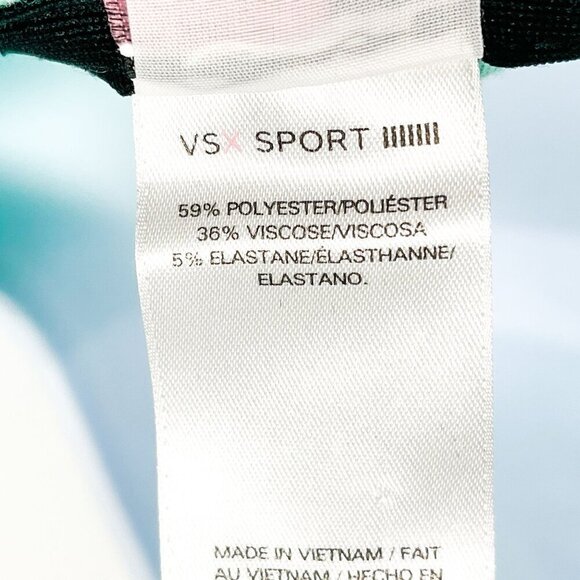 VSX SPORT
59% POLYESTER/POLIÉSTER
36% VISCOSE/VISCOSA
5% ELASTANE/ÉLASTHANNE/
ELASTANO.
MADE IN VIETNAM / FAIT
AU VIETNAM / HECHO EN